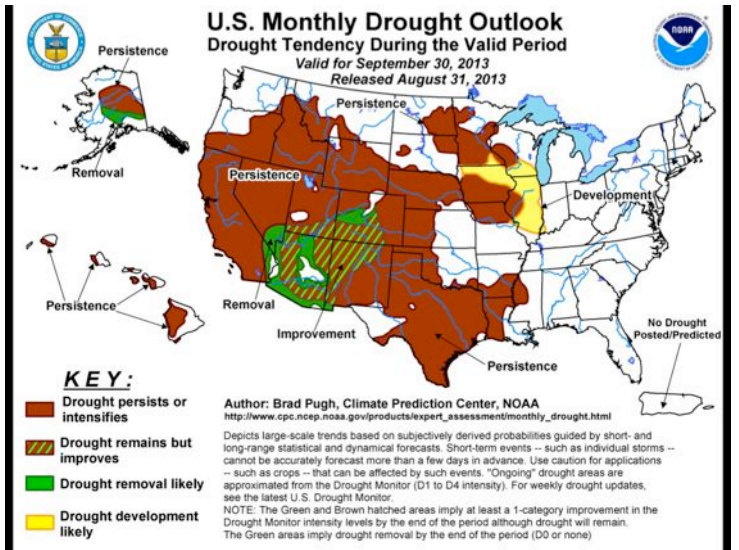 U.S. Monthly Drought Outlook
Drought Tendency During the Valid Period
Valid for September 30, 2013
Released August 31, 2013
NOAA
Persistence
Removal
Persistence
Persistence
Development
Persistence
Removal
Improvement
Persistence
No Drought
Posted/Predicted
KEY:
Drought persists or
intensifies
Drought remains but
improves
Drought removal likely
Drought development
likely
Author: Brad Pugh, Climate Prediction Center, NOAA
http://www.cpc.ncep.noaa.gov/products/expert_assessment/monthly_drought.html
Depicts large-scale trends based on subjectively derived probabilities guided by short- and
long-range statistical and dynamical forecasts. Short-term events -- such as individual storms --
cannot be accurately forecast more than a few days in advance. Use caution for applications
-- such as crops -- that can be affected by such events. "Ongoing" drought areas are
approximated from the Drought Monitor (D1 to D4 intensity). For weekly drought updates,
see the latest U.S. Drought Monitor.
NOTE: The Green and Brown hatched areas imply at least a 1-category improvement in the
Drought Monitor intensity levels by the end of the period although drought will remain.
The Green areas imply drought removal by the end of the period (D0 or none)